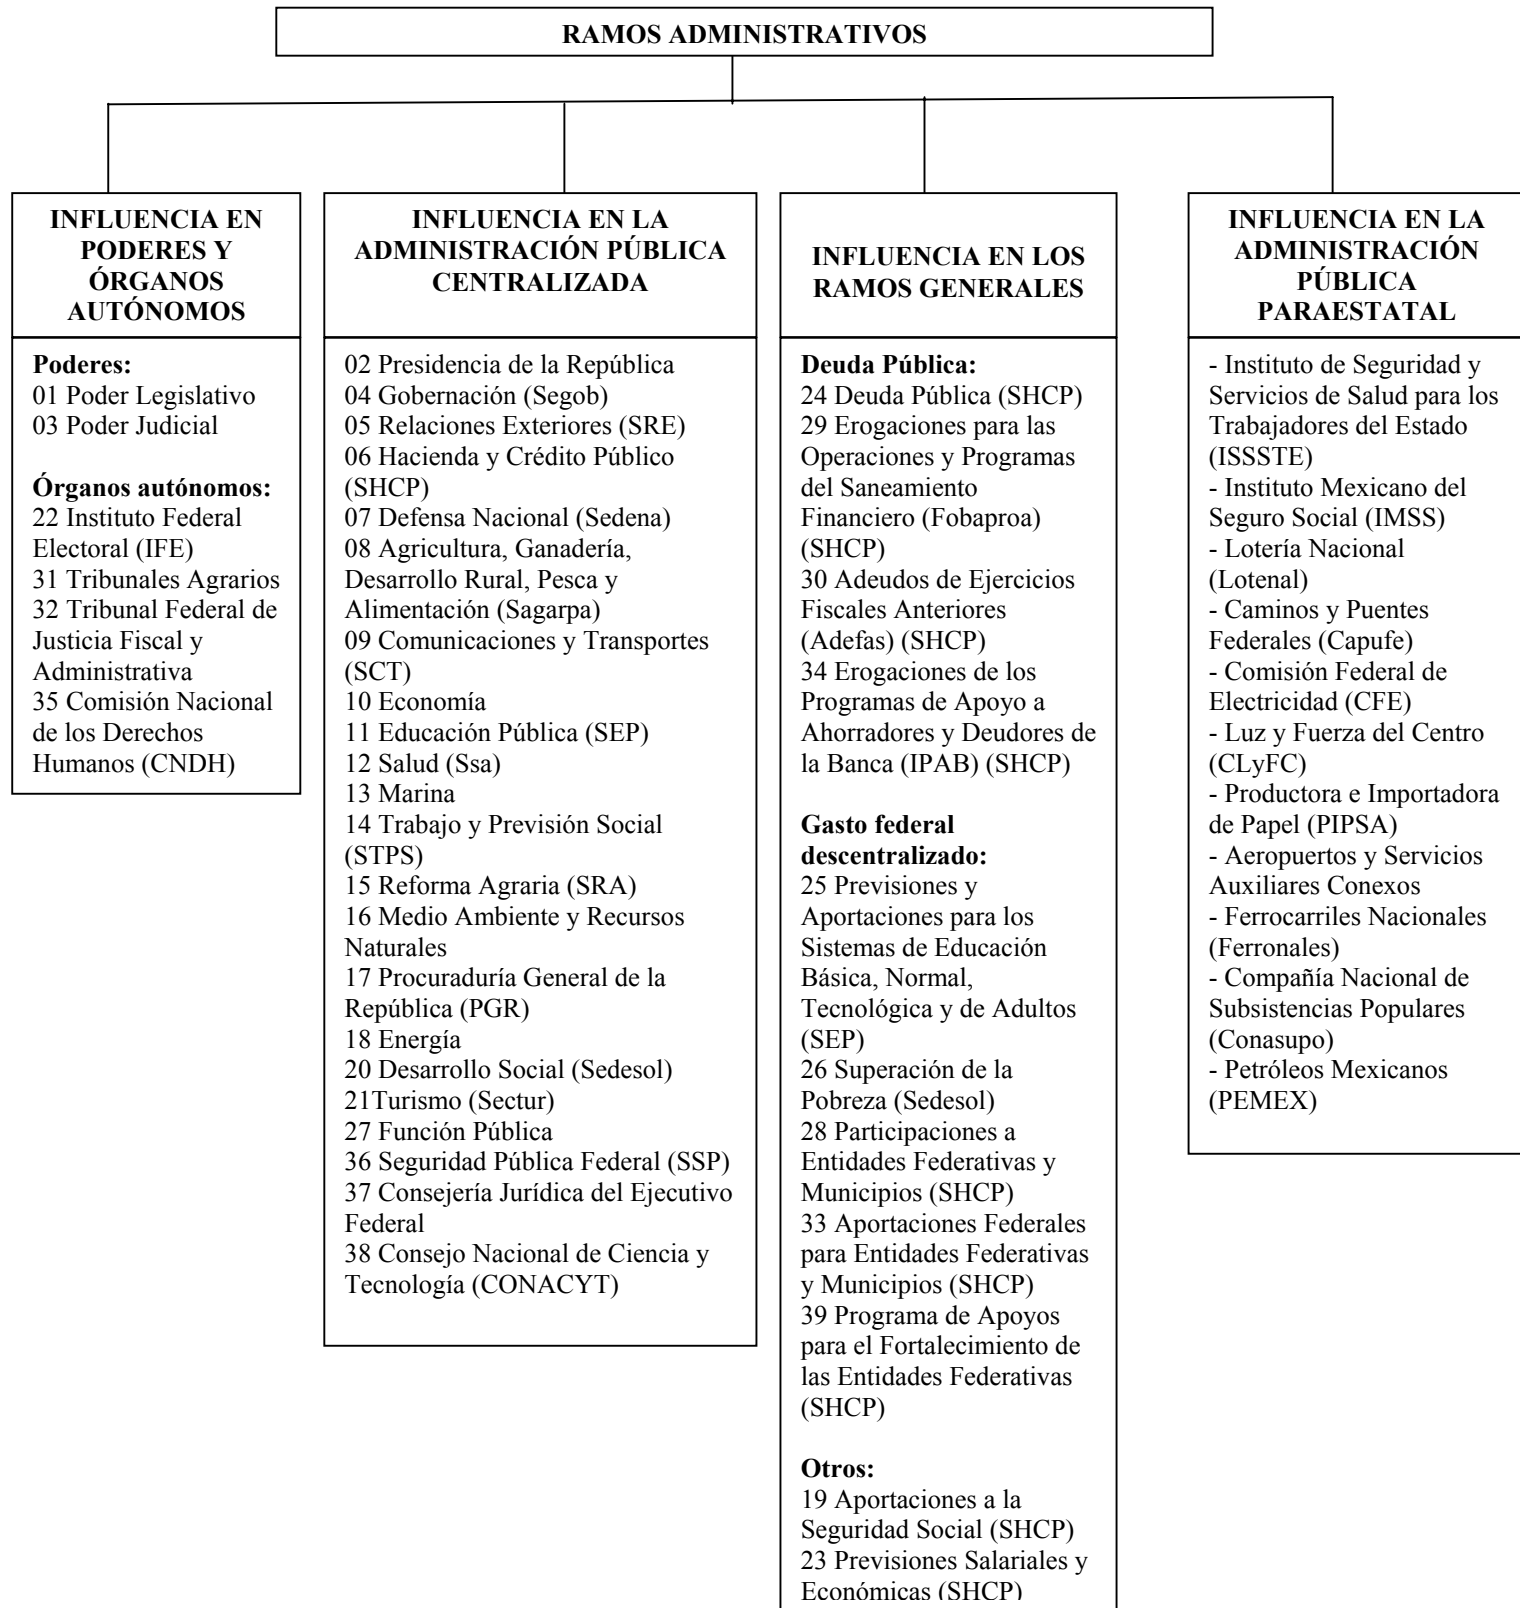 RAMOS ADMINISTRATIVOS
INFLUENCIA EN
PODERES Y
ÓRGANOS
AUTÓNOMOS
Poderes:
01 Poder Legislativo
03 Poder Judicial
Órganos autónomos:
22 Instituto Federal
Electoral (IFE)
31 Tribunales Agrarios
32 Tribunal Federal de
Justicia Fiscal y
Administrativa
35 Comisión Nacional
de los Derechos
Humanos (CNDH)
INFLUENCIA EN LA
ADMINISTRACIÓN PÚBLICA
CENTRALIZADA
02 Presidencia de la República
04 Gobernación (Segob)
05 Relaciones Exteriores (SRE)
06 Hacienda y Crédito Público
(SHCP)
07 Defensa Nacional (Sedena)
08 Agricultura, Ganadería,
Desarrollo Rural, Pesca y
Alimentación (Sagarpa)
09 Comunicaciones y Transportes
(SCT)
10 Economía
11 Educación Pública (SEP)
12 Salud (Ssa)
13 Marina
14 Trabajo y Previsión Social
(STPS)
15 Reforma Agraria (SRA)
16 Medio Ambiente y Recursos
Naturales
17 Procuraduría General de la
República (PGR)
18 Energía
20 Desarrollo Social (Sedesol)
21Turismo (Sectur)
27 Función Pública
36 Seguridad Pública Federal (SSP)
37 Consejería Jurídica del Ejecutivo
Federal
38 Consejo Nacional de Ciencia y
Tecnología (CONACYT)
INFLUENCIA EN LOS
RAMOS GENERALES
Deuda Pública:
24 Deuda Pública (SHCP)
29 Erogaciones para las
Operaciones y Programas
del Saneamiento
Financiero (Fobaproa)
(SHCP)
30 Adeudos de Ejercicios
Fiscales Anteriores
(Adefas) (SHCP)
34 Erogaciones de los
Programas de Apoyo a
Ahorradores y Deudores de
la Banca (IPAB) (SHCP)
Gasto federal
descentralizado:
25 Previsiones y
Aportaciones para los
Sistemas de Educación
Básica, Normal,
Tecnológica y de Adultos
(SEP)
26 Superación de la
Pobreza (Sedesol)
28 Participaciones a
Entidades Federativas y
Municipios (SHCP)
33 Aportaciones Federales
para Entidades Federativas
y Municipios (SHCP)
39 Programa de Apoyos
para el Fortalecimiento de
las Entidades Federativas
(SHCP)
Otros:
19 Aportaciones a la
Seguridad Social (SHCP)
23 Previsiones Salariales y
Económicas (SHCP)
INFLUENCIA EN LA
ADMINISTRACIÓN
PÚBLICA
PARAESTATAL
- Instituto de Seguridad y
Servicios de Salud para los
Trabajadores del Estado
(ISSSTE)
- Instituto Mexicano del
Seguro Social (IMSS)
- Lotería Nacional
(Lotenal)
- Caminos y Puentes
Federales (Capufe)
- Comisión Federal de
Electricidad (CFE)
- Luz y Fuerza del Centro
(CLyFC)
- Productora e Importadora
de Papel (PIPSA)
- Aeropuertos y Servicios
Auxiliares Conexos
- Ferrocarriles Nacionales
(Ferronales)
- Compañía Nacional de
Subsistencias Populares
(Conasupo)
- Petróleos Mexicanos
(PEMEX)